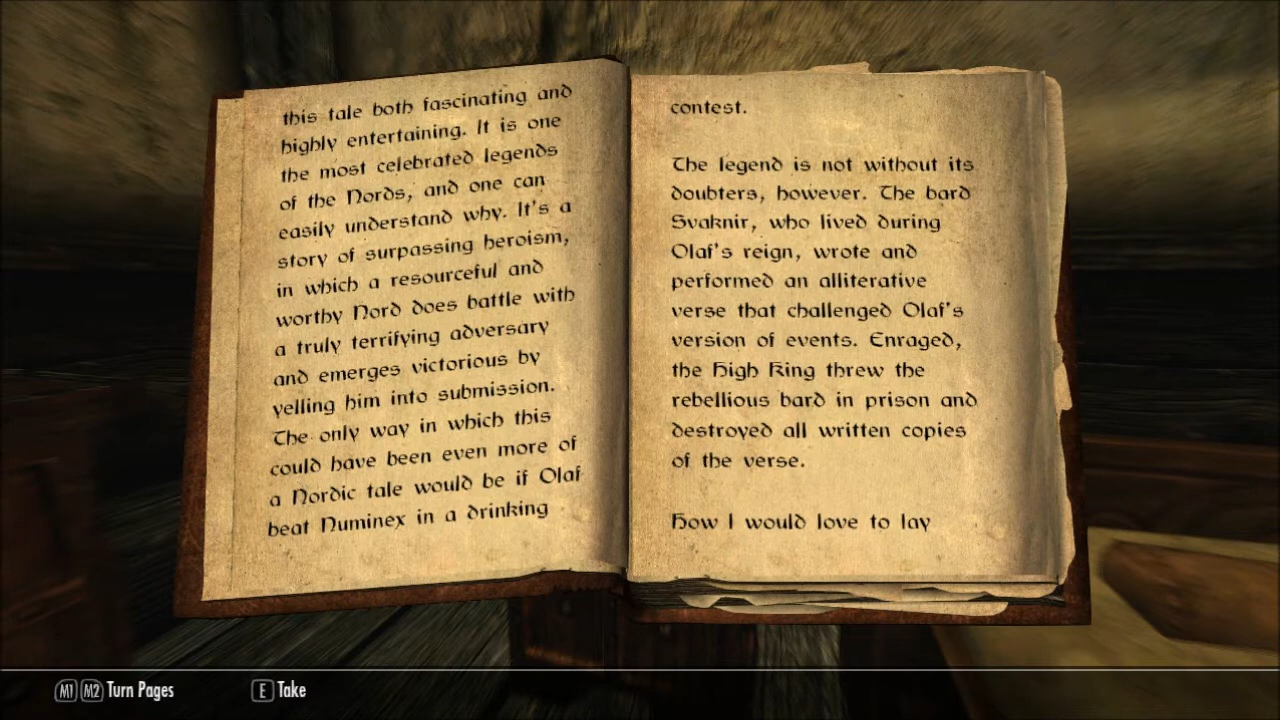 this tale both fascinating and
highly entertaining. It is one
the most celebrated legends
of the Nords, and one can
easily understand why. It's a
story of surpassing heroism,
in which a resourceful and
worthy Nord does battle with
a truly terrifying adversary
and emerges victorious by
yelling him into submission.
The only way in which this
could have been even more of
a Nordic tale would be if Olaf
beat Numinex in a drinking
contest.
The legend is not without its
doubters, however. The bard
Svaknir, who lived during
Olaf's reign, wrote and
performed an alliterative
verse that challenged Olaf's
version of events. Enraged,
the High King threw the
rebellious bard in prison and
destroyed all written copies
of the verse.
How I would love to lay
M1 M2 Turn Pages E Take